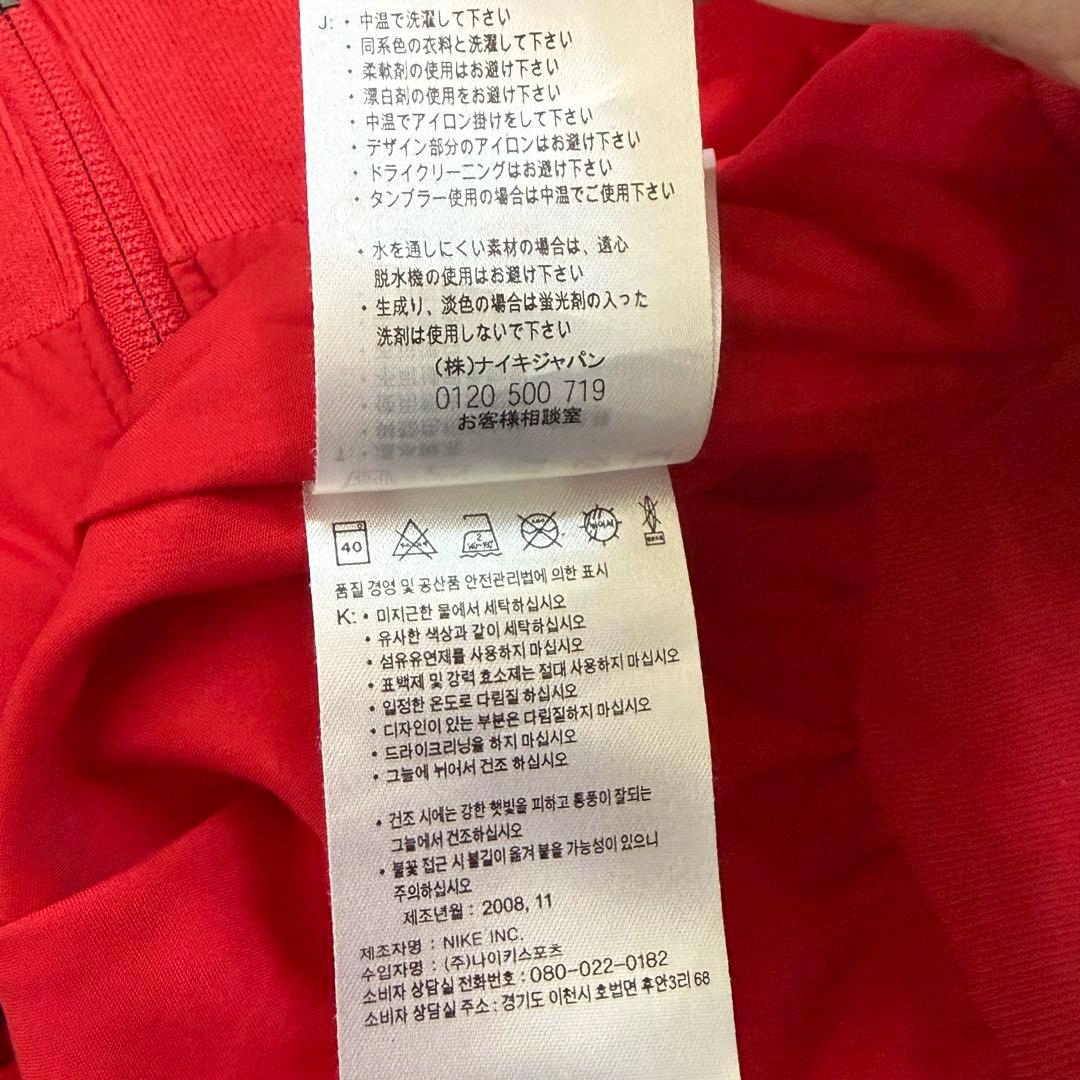 J: ・ 中温で洗濯して下さい
・ 同系色の衣料と洗濯して下さい
・ 柔軟剤の使用はお避け下さい
・ 漂白剤の使用をお避け下さい
・ 中温でアイロン掛けをして下さい
・ デザイン部分のアイロンはお避け下さい
・ ドライクリーニングはお避け下さい
・ タンブラー使用の場合は中温でご使用下さい
・ 水を通しにくい素材の場合は、遠心
脱水機の使用はお避け下さい
・ 生成り、淡色の場合は蛍光剤の入った
洗剤は使用しないで下さい
(株)ナイキジャパン
0120 500 719
お客様相談室
40
품질 경영 및 공산품 안전관리법에 의한 표시
K: • 미지근한 물에서 세탁하십시오
• 유사한 색상과 같이 세탁하십시오
• 섬유유연제를 사용하지 마십시오
• 표백제 및 강력 효소제는 절대 사용하지 마십시오
• 일정한 온도로 다림질 하십시오
• 디자인이 있는 부분은 다림질하지 마십시오
• 드라이크리닝을 하지 마십시오
• 그늘에 뉘어서 건조 하십시오
• 건조 시에는 강한 햇빛을 피하고 통풍이 잘되는
그늘에서 건조하십시오
• 불꽃 접근 시 불길이 옮겨 붙을 가능성이 있으니
주의하십시오
제조년월 : 2008, 11
제조자명 : NIKE INC.
수입자명 : (주)나이키스포츠
소비자 상담실 전화번호 : 080-022-0182
소비자 상담실 주소 : 경기도 이천시 호법면 후안3리 68